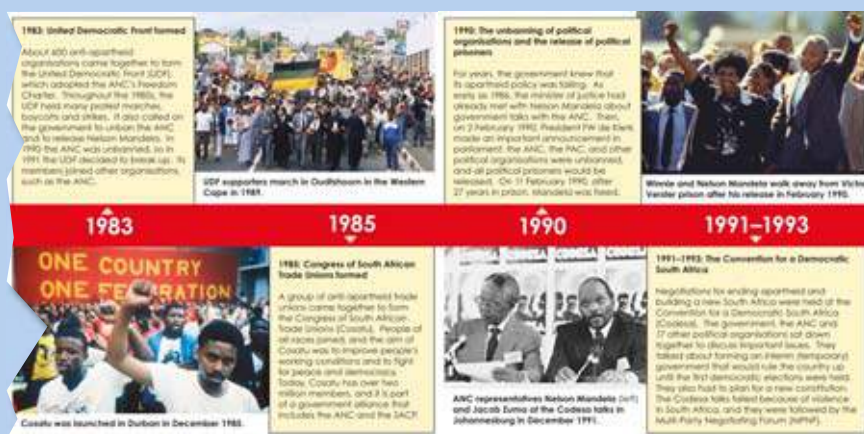 1983: United Democratic Front formed
About 600 anti-apartheid
organisations came together to form
the United Democratic Front (UDF),
which adopted the ANC's Freedom
Charter. Throughout the 1980s, the
UDF held many protest marches,
boycotts and strikes. It also called on
the government to unban the ANC
and to release Nelson Mandela. In
1990 the ANC was unbanned, so in
1991 the UDF decided to break up. Its
members joined other organisations,
such as the ANC.
UDF supporters march in Oudtshoorn in the Western
Cape in 1989.
1990: The unbanning of political
organisations and the release of political
prisoners
For years, the government knew that
its apartheid policy was failing. As
early as 1986, the minister of justice had
already met with Nelson Mandela about
government talks with the ANC. Then,
on 2 February 1990, President FW de Klerk
made an important announcement in
parliament: the ANC, the PAC, and other
political organisations were unbanned,
and all political prisoners would be
released. On 11 February 1990, after
27 years in prison, Mandela was freed.
Winnie and Nelson Mandela walk away from Victor
Verster prison after his release in February 1990.
1983
1985
1990
1991–1993
ONE COUNTRY
ONE FEDERATION
Cosatu was launched in Durban in December 1985.
1985: Congress of South African
Trade Unions formed
A group of anti-apartheid trade
unions came together to form
the Congress of South African
Trade Unions (Cosatu). People of
all races joined, and the aim of
Cosatu was to improve people's
working conditions and to fight
for peace and democracy.
Today, Cosatu has over two
million members, and it is part
of a government alliance that
includes the ANC and the SACP.
ANC representatives Nelson Mandela (left)
and Jacob Zuma at the Codesa talks in
Johannesburg in December 1991.
1991–1993: The Convention for a Democratic
South Africa
Negotiations for ending apartheid and
building a new South Africa were held at the
Convention for a Democratic South Africa
(Codesa). The government, the ANC and
17 other political organisations sat down
together to discuss important issues. They
talked about forming an interim (temporary)
government that would rule the country up
until the first democratic elections were held.
They also had to plan for a new constitution.
The Codesa talks failed because of violence
in South Africa, and they were followed by the
Multi-Party Negotiating Forum (MPNF).